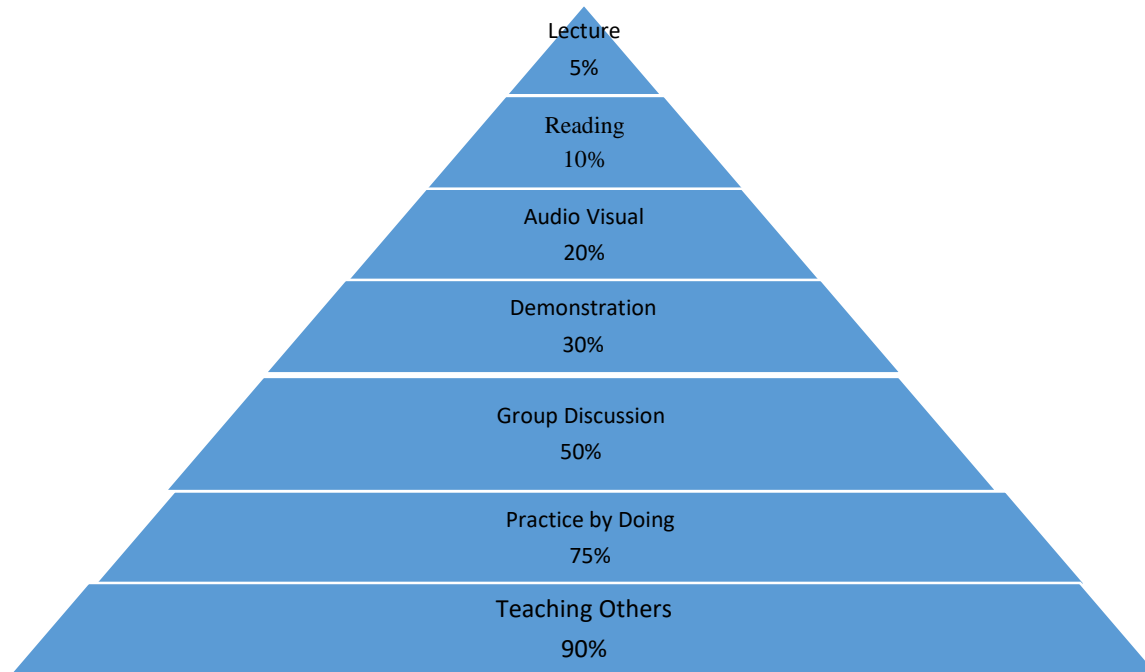 Lecture
5%
Reading
10%
Audio Visual
20%
Demonstration
30%
Group Discussion
50%
Practice by Doing
75%
Teaching Others
90%